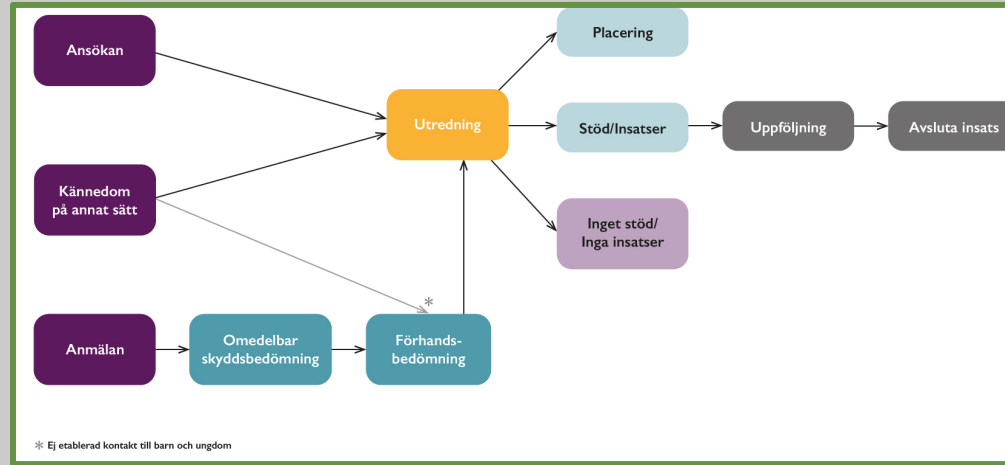 Ansökan
Placering
Utredning
Stöd/Insatser
Uppföljning
Avsluta insats
Kännedom
på annat sätt
Inget stöd/
Inga insatser
*
Anmälan
Omedelbar
skyddsbedömning
Förhands-
bedömning
* Ej etablerad kontakt till barn och ungdom